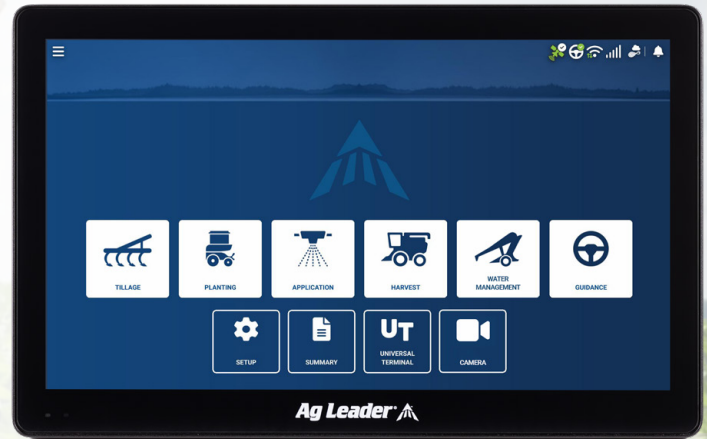 TILLAGE
PLANTING
APPLICATION
HARVEST
WATER
MANAGEMENT
GUIDANCE
SETUP
SUMMARY
UT
UNIVERSAL
TERMINAL
CAMERA
Ag Leader